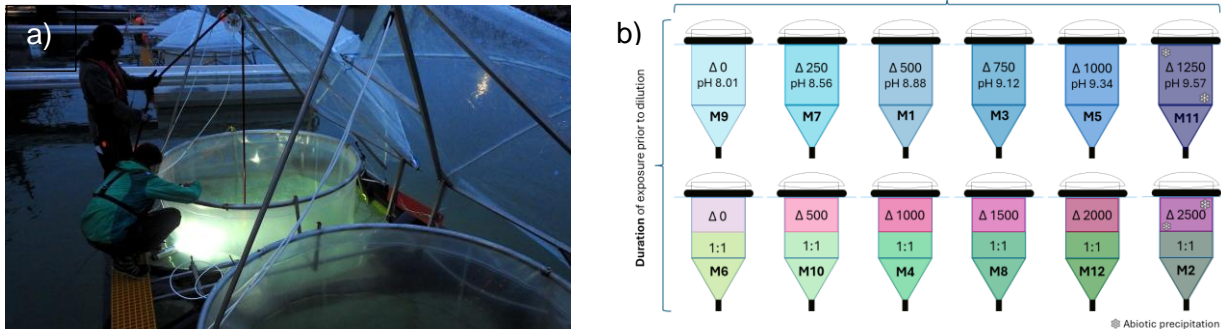 a)
b)
Duration of exposure prior to dilution
Δ 0
pH 8.01
M9
Δ 250
pH 8.56
M7
Δ 500
pH 8.88
M1
Δ 750
pH 9.12
M3
Δ 1000
pH 9.34
M5
Δ 1250
pH 9.57
M11
Δ 0
1:1
M6
Δ 500
1:1
M10
Δ 1000
1:1
M4
Δ 1500
1:1
M8
Δ 2000
1:1
M12
Δ 2500
1:1
M2
Abiotic precipitation